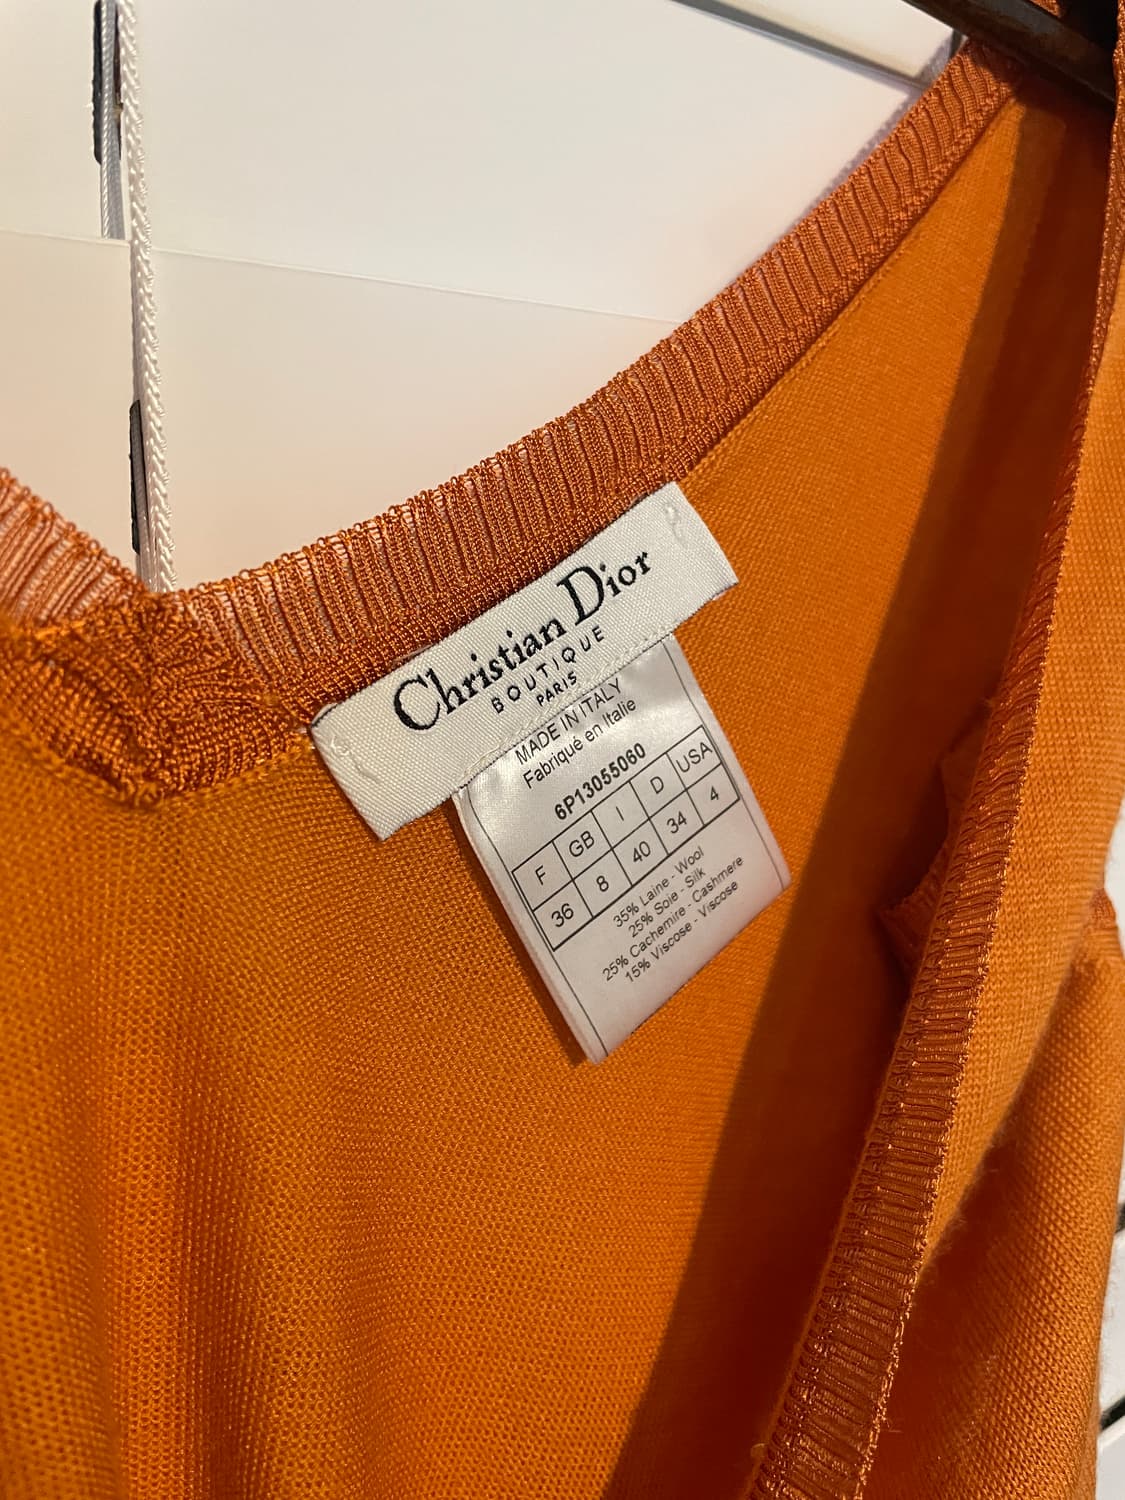 Christian Dior
BOUTIQUE
PARIS
MADE IN ITALY
Fabriqué en Italie
6P13055060
F GB I D USA
36 8 40 34 4
35% Laine - Wool
25% Soie - Silk
25% Cachemire - Cashmere
15% Viscose - Viscose